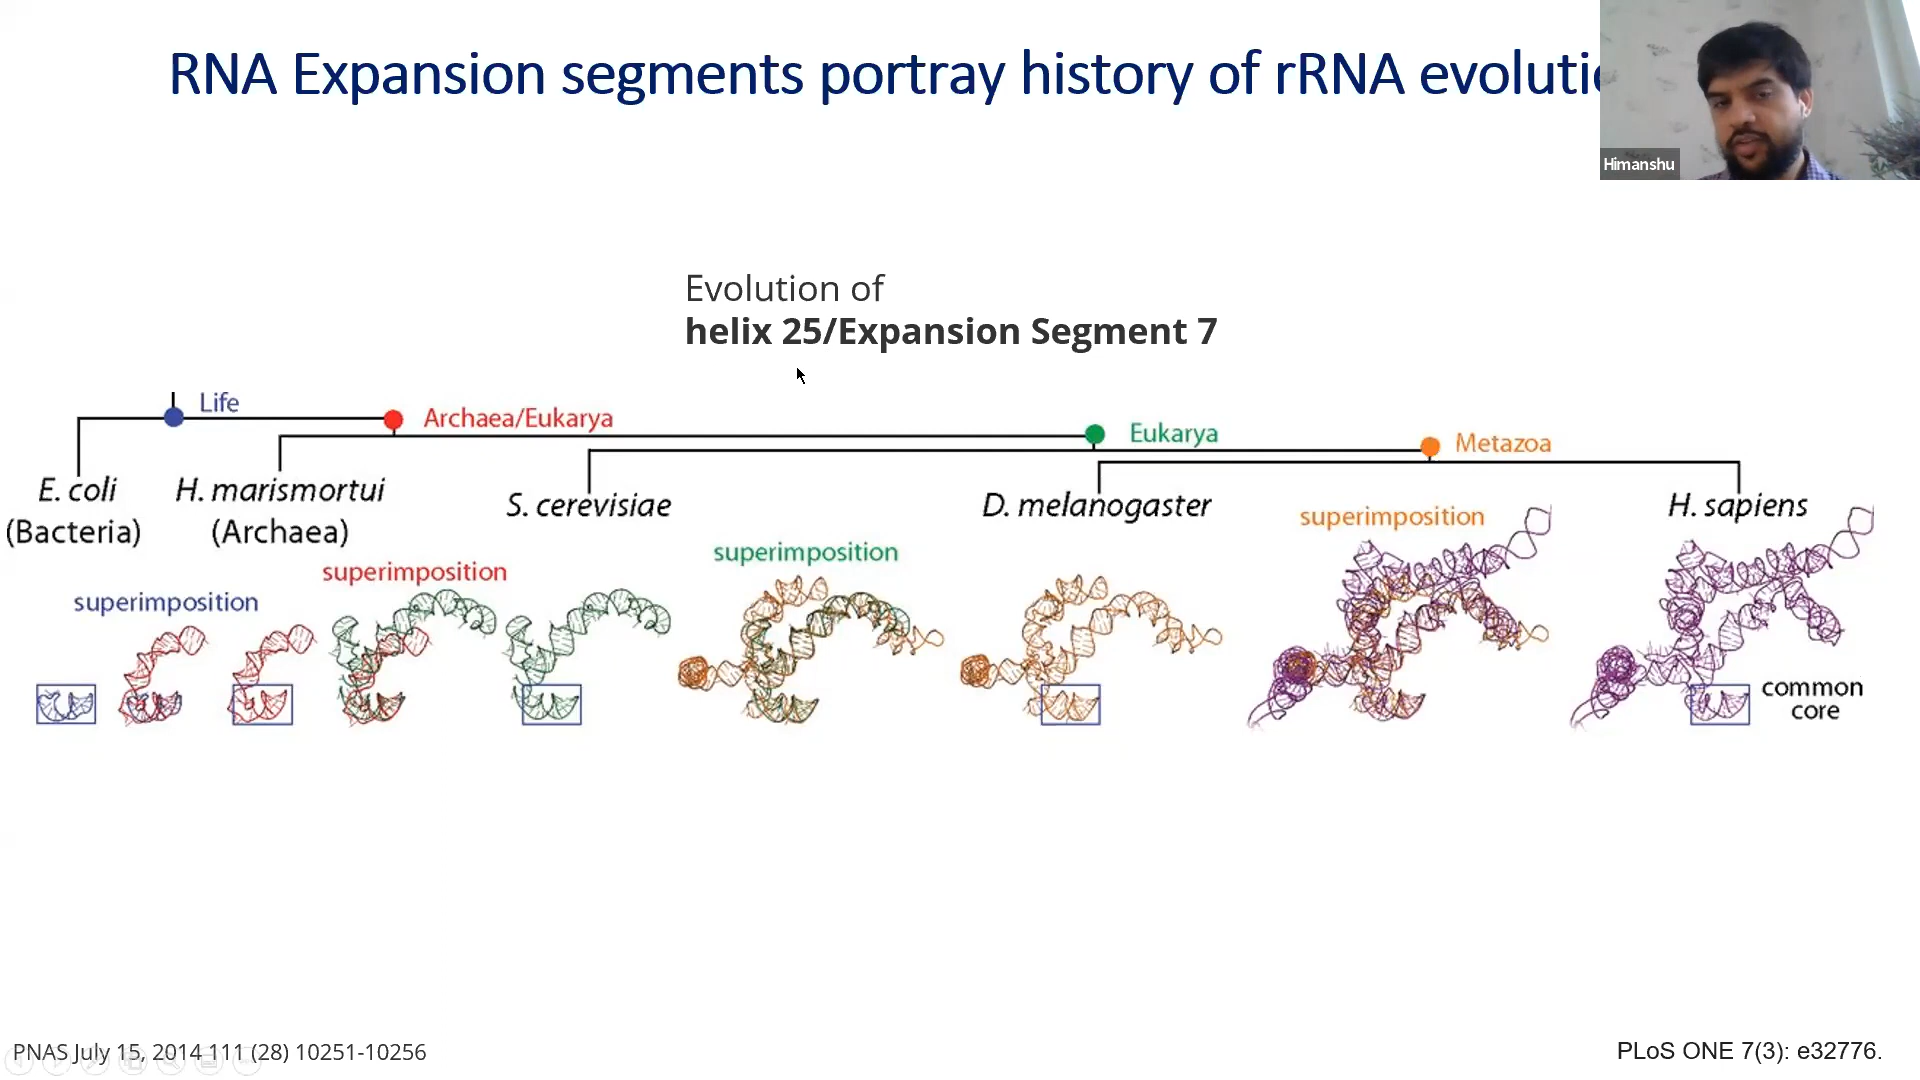 RNA Expansion segments portray history of rRNA evolutio
Himanshu
Evolution of
helix 25/Expansion Segment 7
Life
Archaea/Eukarya
Eukarya
Metazoa
E. coli
(Bacteria)
H. marismortui
(Archaea)
S. cerevisiae
D. melanogaster
H. sapiens
superimposition
superimposition
superimposition
superimposition
common
core
PNAS July 15, 2014 111 (28) 10251-10256
PLoS ONE 7(3): e32776.